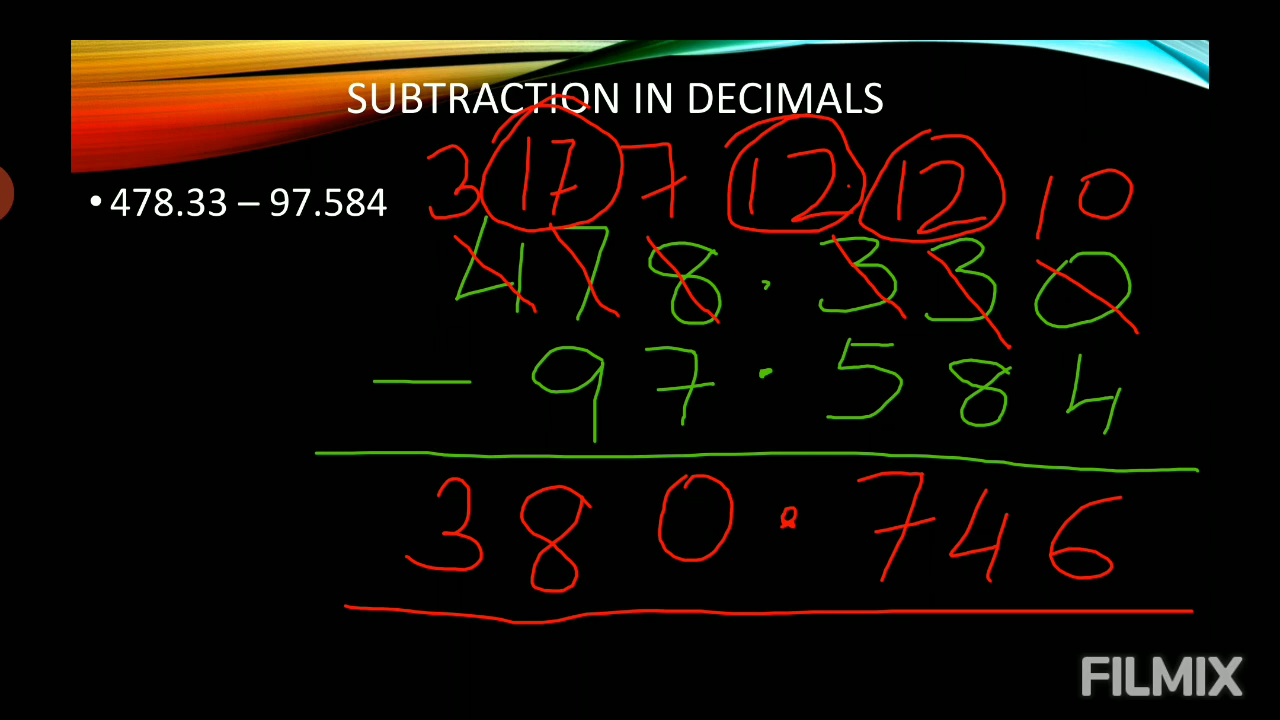 SUBTRACTION IN DECIMALS
3 17 7 12 12 10
• 478.33 – 97.584
478.330
— 97.584
380.746
FILMIX